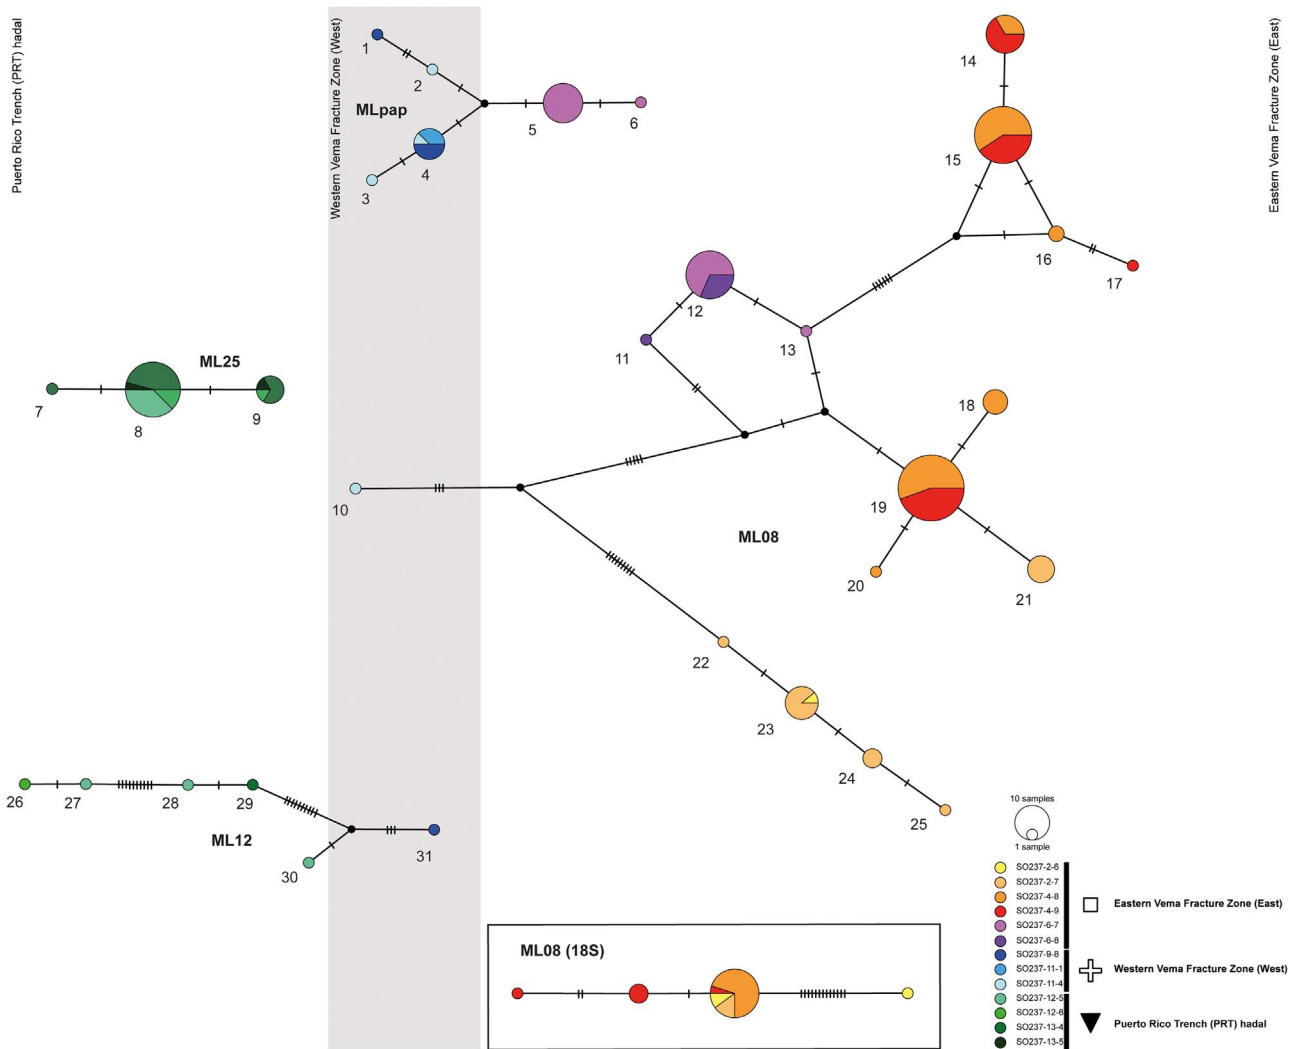 Puerto Rico Trench (PRT) hadal
Western Vema Fracture Zone (West)
Eastern Vema Fracture Zone (East)
1
2
MLpap
3
4
5
6
14
15
16
17
12
11
13
ML25
7
8
9
18
10
19
ML08
20
21
22
23
24
25
26
27
28
29
ML12
30
31
10 samples
1 sample
SO237-2-6
SO237-2-7
SO237-4-8
SO237-4-9
SO237-6-7
SO237-6-8
SO237-9-8
SO237-11-1
SO237-11-4
SO237-12-5
SO237-12-6
SO237-13-4
SO237-13-5
Eastern Vema Fracture Zone (East)
Western Vema Fracture Zone (West)
Puerto Rico Trench (PRT) hadal
ML08 (18S)